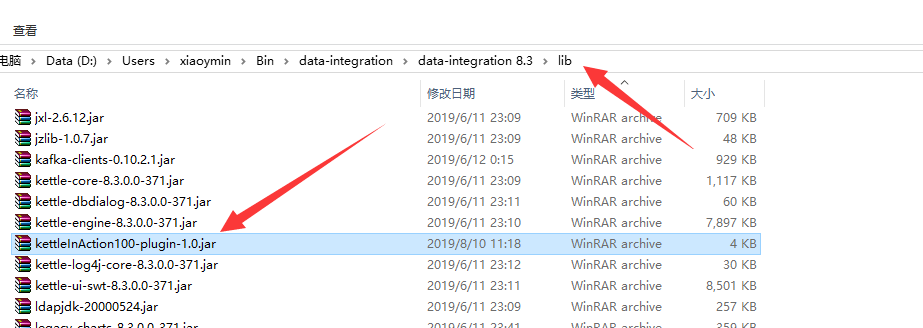 查看
电脑 > Data (D:) > Users > xiaoymin > Bin > data-integration > data-integration 8.3 > lib
名称 修改日期 类型 大小
jxl-2.6.12.jar 2019/6/11 23:09 WinRAR archive 709 KB
jzlib-1.0.7.jar 2019/6/11 23:09 WinRAR archive 48 KB
kafka-clients-0.10.2.1.jar 2019/6/12 0:15 WinRAR archive 929 KB
kettle-core-8.3.0.0-371.jar 2019/6/11 23:09 WinRAR archive 1,117 KB
kettle-dbdialog-8.3.0.0-371.jar 2019/6/11 23:11 WinRAR archive 60 KB
kettle-engine-8.3.0.0-371.jar 2019/6/11 23:10 WinRAR archive 7,897 KB
kettleInAction100-plugin-1.0.jar 2019/8/10 11:18 WinRAR archive 4 KB
kettle-log4j-core-8.3.0.0-371.jar 2019/6/11 23:12 WinRAR archive 30 KB
kettle-ui-swt-8.3.0.0-371.jar 2019/6/11 23:11 WinRAR archive 8,501 KB
ldapjdk-20000524.jar 2019/6/11 23:09 WinRAR archive 257 KB
legacy-charts-8.3.0.0-371.jar 2019/6/11 23:41 WinRAR archive 359 KB